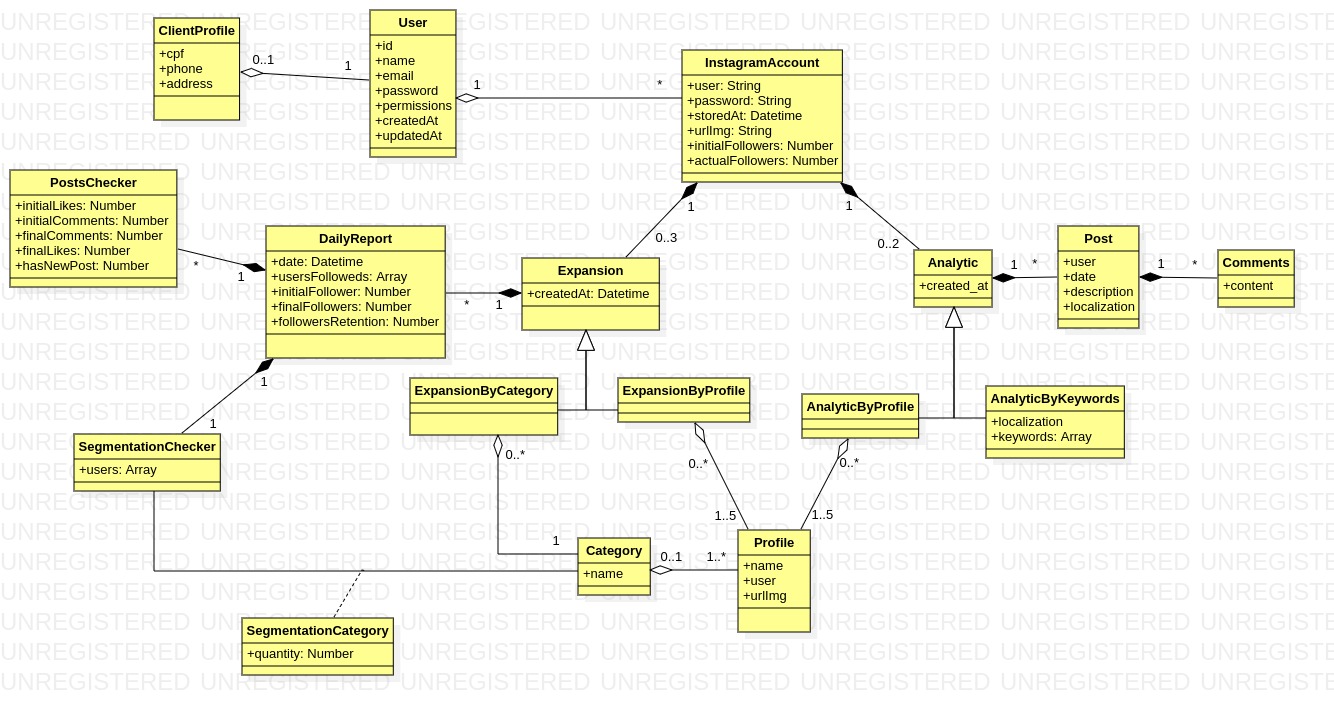 ClientProfile
+cpf
+phone
+address
0..1
1
User
+id
+name
+email
+password
+permissions
+createdAt
+updatedAt
1
*
InstagramAccount
+user: String
+password: String
+storedAt: Datetime
+urlImg: String
+initialFollowers: Number
+actualFollowers: Number
1
0..3
1
0..2
PostsChecker
+initialLikes: Number
+initialComments: Number
+finalComments: Number
+finalLikes: Number
+hasNewPost: Number
*
1
DailyReport
+date: Datetime
+usersFolloweds: Array
+initialFollower: Number
+finalFollowers: Number
+followersRetention: Number
*
1
Expansion
+createdAt: Datetime
Analytic
+created_at
1
*
Post
+user
+date
+description
+localization
1
*
Comments
+content
1
1
SegmentationChecker
+users: Array
ExpansionByCategory
ExpansionByProfile
AnalyticByProfile
AnalyticByKeywords
+localization
+keywords: Array
0..*
0..*
0..*
1..5
1..5
1
Category
+name
0..1
1..*
Profile
+name
+user
+urlImg
SegmentationCategory
+quantity: Number
UNREGISTERED